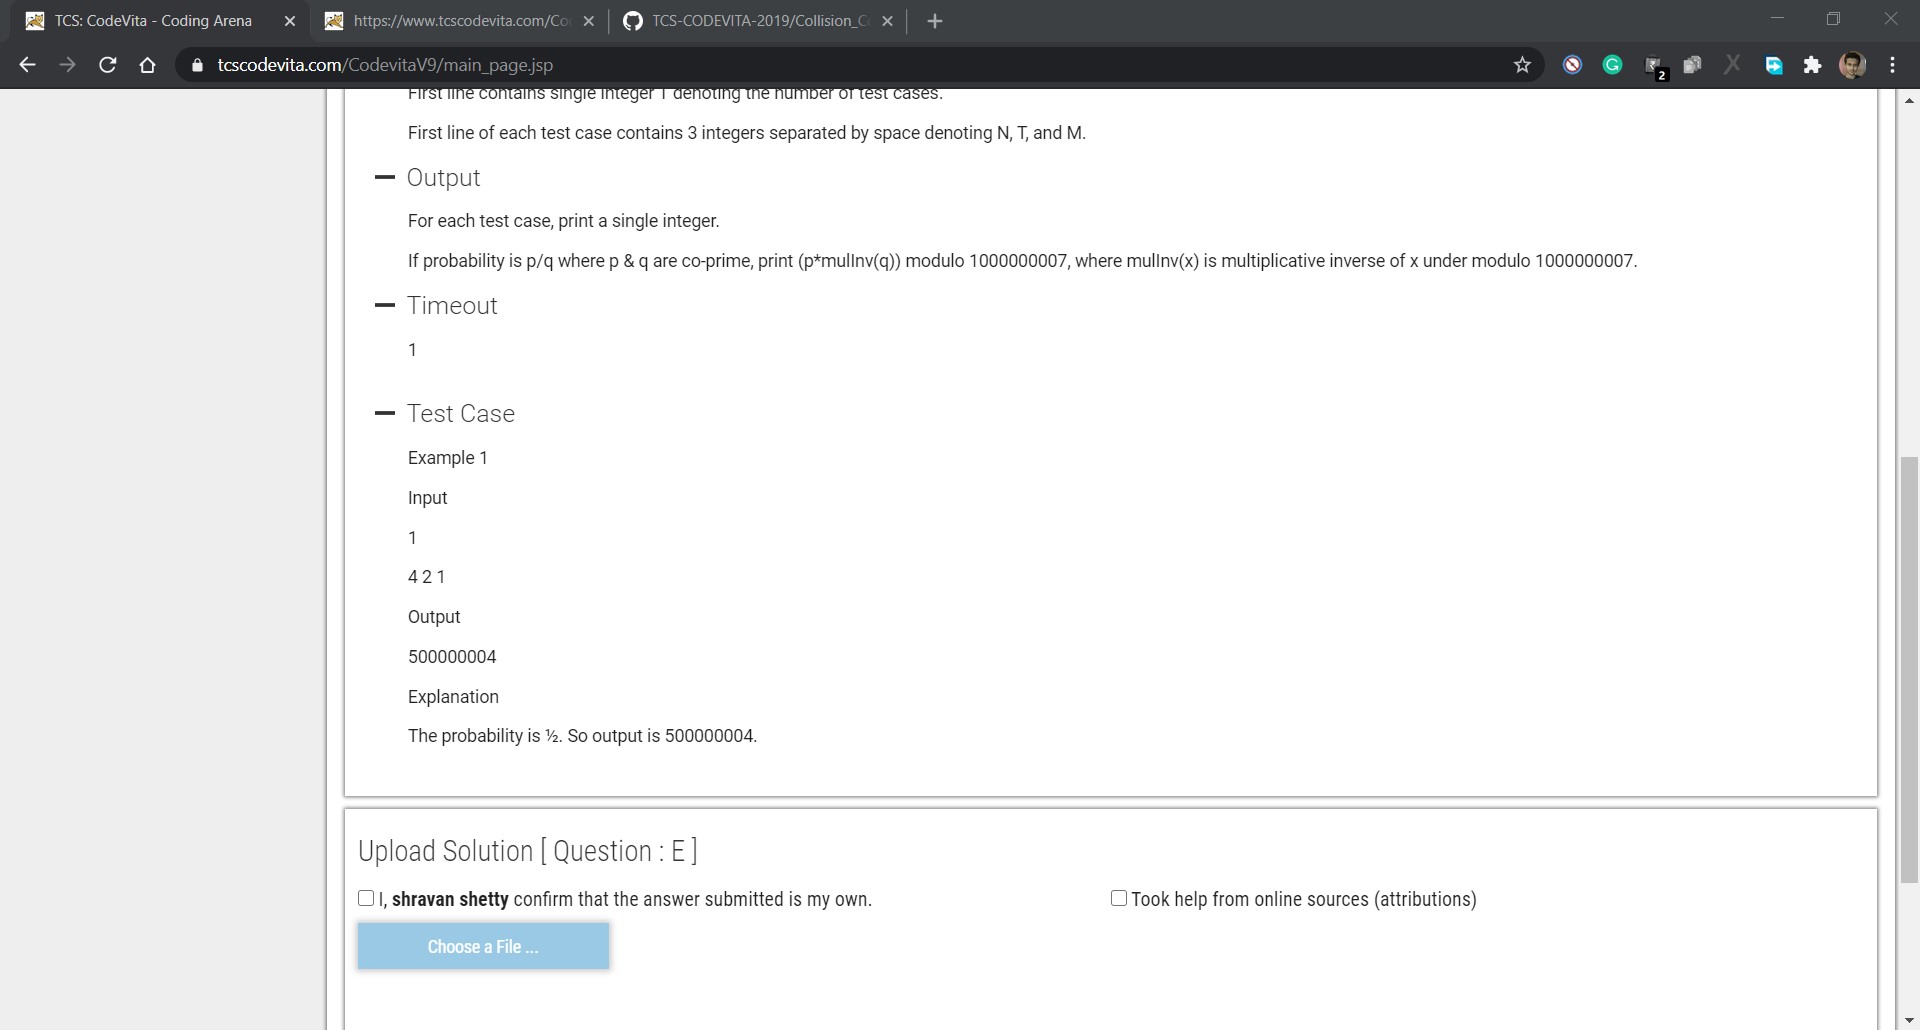 TCS: CodeVita - Coding Arena
https://www.tcscodevita.com/Co
TCS-CODEVITA-2019/Collision_C
tcscodevita.com/CodevitaV9/main_page.jsp
2
First line contains single integer T denoting the number of test cases.
First line of each test case contains 3 integers separated by space denoting N, T, and M.
Output
For each test case, print a single integer.
If probability is p/q where p & q are co-prime, print (p*mulInv(q)) modulo 1000000007, where mulInv(x) is multiplicative inverse of x under modulo 1000000007.
Timeout
1
Test Case
Example 1
Input
1
4 2 1
Output
500000004
Explanation
The probability is ½. So output is 500000004.
Upload Solution [ Question : E ]
I, shravan shetty confirm that the answer submitted is my own.
Took help from online sources (attributions)
Choose a File ...